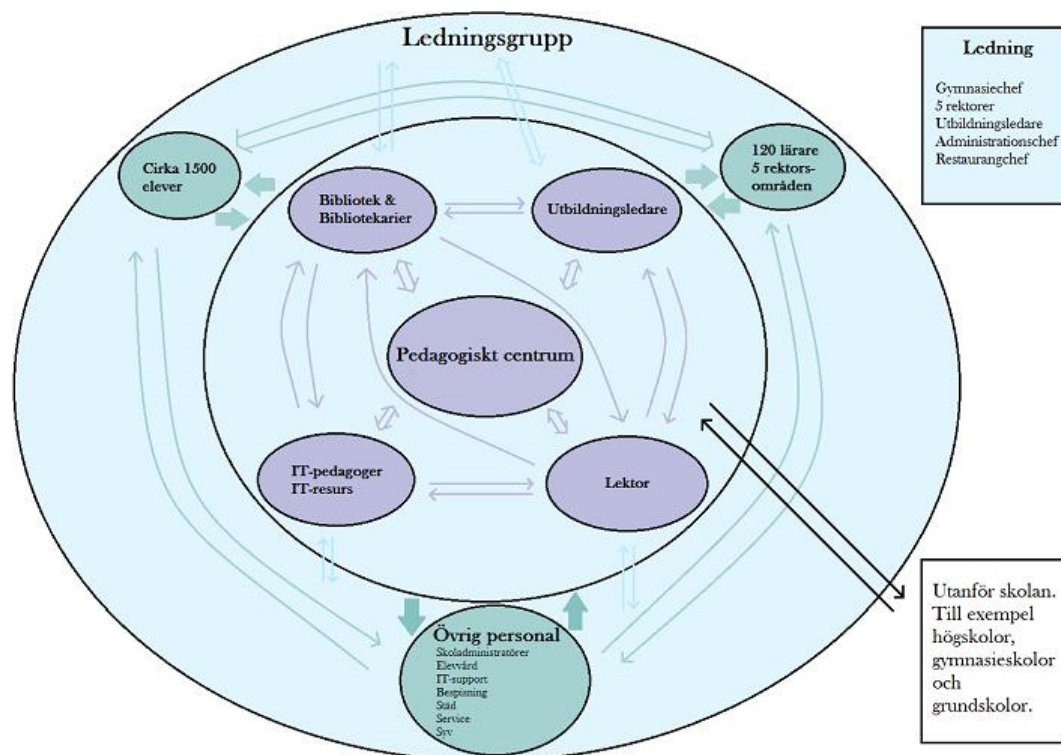 Ledningsgrupp
Ledning
Gymnasiechef
5 rektorer
Utbildningsledare
Administrationschef
Restaurangchef
Cirka 1500
elever
120 lärare
5 rektors-
områden
Bibliotek &
Bibliotekarier
Utbildningsledare
Pedagogiskt centrum
IT-pedagoger
IT-resurs
Lektor
Övrig personal
Skoladministratörer
Elevvård
IT-support
Bespisning
Städ
Service
Syv
Utanför skolan.
Till exempel
högskolor,
gymnasieskolor
och
grundskolor.